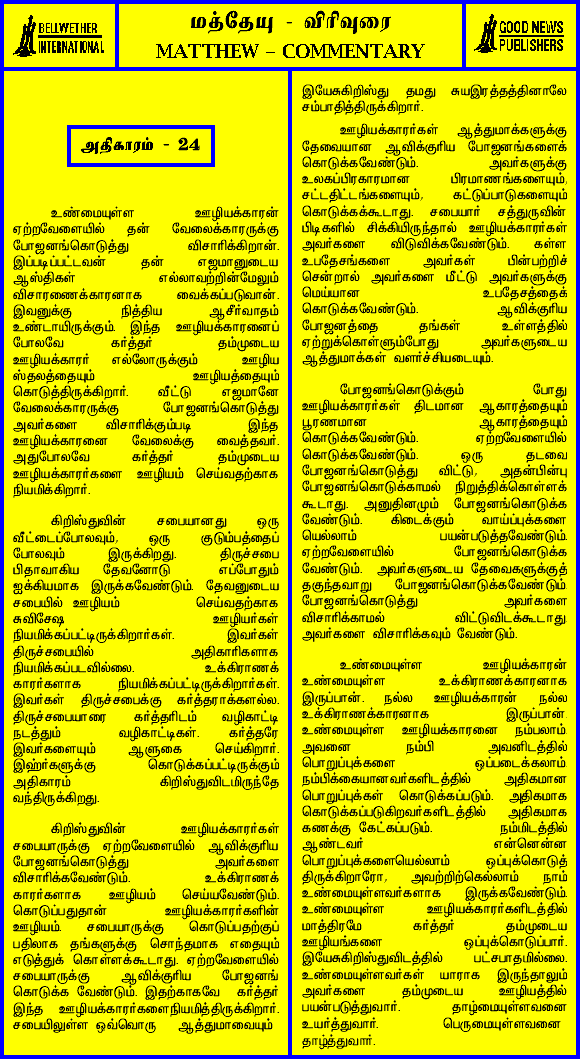 BELLWETHER
INTERNATIONAL
மத்தேயு - விரிவுரை
MATTHEW – COMMENTARY
GOOD NEWS
PUBLISHERS
அதிகாரம் - 24
உண்மையுள்ள ஊழியக்காரன்
ஏற்றவேளையில் தன் வேலைக்காரருக்கு
போஜனங்கொடுத்து விசாரிக்கிறான்.
இப்படிப்பட்டவன் தன் எஜமானுடைய
ஆஸ்திகள் எல்லாவற்றின்மேலும்
விசாரணைக்காரனாக வைக்கப்படுவான்.
இவனுக்கு நித்திய ஆசீர்வாதம்
உண்டாயிருக்கும். இந்த ஊழியக்காரனைப்
போலவே கர்த்தர் தம்முடைய
ஊழியக்காரர் எல்லோருக்கும் ஊழிய
ஸ்தலத்தையும் ஊழியத்தையும்
கொடுத்திருக்கிறார். வீட்டு எஜமானே
வேலைக்காரருக்கு போஜனங்கொடுத்து
அவர்களை விசாரிக்கும்படி இந்த
ஊழியக்காரனை வேலைக்கு வைத்தவர்.
அதுபோலவே கர்த்தர் தம்முடைய
ஊழியக்காரர்களை ஊழியம் செய்வதற்காக
நியமிக்கிறார்.
கிறிஸ்துவின் சபையானது ஒரு
வீட்டைப்போலவும், ஒரு குடும்பத்தைப்
போலவும் இருக்கிறது. திருச்சபை
பிதாவாகிய தேவனோடு எப்போதும்
ஐக்கியமாக இருக்கவேண்டும். தேவனுடைய
சபையில் ஊழியம் செய்வதற்காக
சுவிசேஷ ஊழியர்கள்
நியமிக்கப்பட்டிருக்கிறார்கள். இவர்கள்
திருச்சபையில் அதிகாரிகளாக
நியமிக்கப்படவில்லை. உக்கிராணக்
காரர்களாக நியமிக்கப்பட்டிருக்கிறார்கள்.
இவர்கள் திருச்சபைக்கு கர்த்தராக்களல்ல.
திருச்சபையாரை கர்த்தரிடம் வழிகாட்டி
நடத்தும் வழிகாட்டிகள். கர்த்தரே
இவர்களையும் ஆளுகை செய்கிறார்.
இஹர்களுக்கு கொடுக்கப்பட்டிருக்கும்
அதிகாரம் கிறிஸ்துவிடமிருந்தே
வந்திருக்கிறது.
கிறிஸ்துவின் ஊழியக்காரர்கள்
சபையாருக்கு ஏற்றவேளையில் ஆவிக்குரிய
போஜனங்கொடுத்து அவர்களை
விசாரிக்கவேண்டும். உக்கிராணக்
காரர்களாக ஊழியம் செய்யவேண்டும்.
கொடுப்பதுதான் ஊழியக்காரர்களின்
ஊழியம். சபையாருக்கு கொடுப்பதற்குப்
பதிலாக தங்களுக்கு சொந்தமாக எதையும்
எடுத்துக் கொள்ளக்கூடாது. ஏற்றவேளையில்
சபையாருக்கு ஆவிக்குரிய போஜனங்
கொடுக்க வேண்டும். இதற்காகவே கர்த்தர்
இந்த ஊழியக்காரர்களைநியமித்திருக்கிறார்.
சபையிலுள்ள ஒவ்வொரு ஆத்துமாவையும்
இயேசுகிறிஸ்து தமது சுயஇரத்தத்தினாலே
சம்பாதித்திருக்கிறார்.
ஊழியக்காரர்கள் ஆத்துமாக்களுக்கு
தேவையான ஆவிக்குரிய போஜனங்களைக்
கொடுக்கவேண்டும். அவர்களுக்கு
உலகப்பிரகாரமான பிரமாணங்களையும்,
சட்டதிட்டங்களையும், கட்டுப்பாடுகளையும்
கொடுக்கக்கூடாது. சபையார் சத்துருவின்
பிடிகளில் சிக்கியிருந்தால் ஊழியக்காரர்கள்
அவர்களை விடுவிக்கவேண்டும். கள்ள
உபதேசங்களை அவர்கள் பின்பற்றிச்
சென்றால் அவர்களை மீட்டு அவர்களுக்கு
மெய்யான உபதேசத்தைக்
கொடுக்கவேண்டும். ஆவிக்குரிய
போஜனத்தை தங்கள் உள்ளத்தில்
ஏற்றுக்கொள்ளும்போது அவர்களுடைய
ஆத்துமாக்கள் வளர்ச்சியடையும்.
போஜனங்கொடுக்கும் போது
ஊழியக்காரர்கள் திடமான ஆகாரத்தையும்
பூரணமான ஆகாரத்தையும்
கொடுக்கவேண்டும். ஏற்றவேளையில்
கொடுக்கவேண்டும். ஒரு தடவை
போஜனங்கொடுத்து விட்டு, அதன்பின்பு
போஜனங்கொடுக்காமல் நிறுத்திக்கொள்ளக்
கூடாது. அனுதினமும் போஜனங்கொடுக்க
வேண்டும். கிடைக்கும் வாய்ப்புக்களை
யெல்லாம் பயன்படுத்தவேண்டும்.
ஏற்றவேளையில் போஜனங்கொடுக்க
வேண்டும். அவர்களுடைய தேவைகளுக்குத்
தகுந்தவாறு போஜனங்கொடுக்கவேண்டும்
போஜனங்கொடுத்து அவர்களை
விசாரிக்காமல் விட்டுவிடக்கூடாது.
அவர்களை விசாரிக்கவும் வேண்டும்.
உண்மையுள்ள ஊழியக்காரன்
உண்மையுள்ள உக்கிராணக்காரனாக
இருப்பான். நல்ல ஊழியக்காரன் நல்ல
உக்கிராணக்காரனாக இருப்பான்.
உண்மையுள்ள ஊழியக்காரனை நம்பலாம்.
அவனை நம்பி அவனிடத்தில்
பொறுப்புக்களை ஒப்படைக்கலாம்
நம்பிக்கையானவர்களிடத்தில் அதிகமான
பொறுப்புக்கள் கொடுக்கப்படும். அதிகமாக
கொடுக்கப்படுகிறவர்களிடத்தில் அதிகமாக
கணக்கு கேட்கப்படும். நம்மிடத்தில்
ஆண்டவர் என்னென்ன
பொறுப்புக்களையெல்லாம் ஒப்புக்கொடுத்
திருக்கிறாரோ, அவற்றிற்கெல்லாம் நாம்
உண்மையுள்ளவர்களாக இருக்கவேண்டும்.
உண்மையுள்ள ஊழியக்காரர்களிடத்தில்
மாத்திரமே கர்த்தர் தம்முடைய
ஊழியங்களை ஒப்புக்கொடுப்பார்.
இயேசுகிறிஸ்துவிடத்தில் பட்சபாதமில்லை.
உண்மையுள்ளவர்கள் யாராக இருந்தாலும்
அவர்களை தம்முடைய ஊழியத்தில்
பயன்படுத்துவார். தாழ்மையுள்ளவனை
உயர்த்துவார். பெருமையுள்ளவனை
தாழ்த்துவார்.